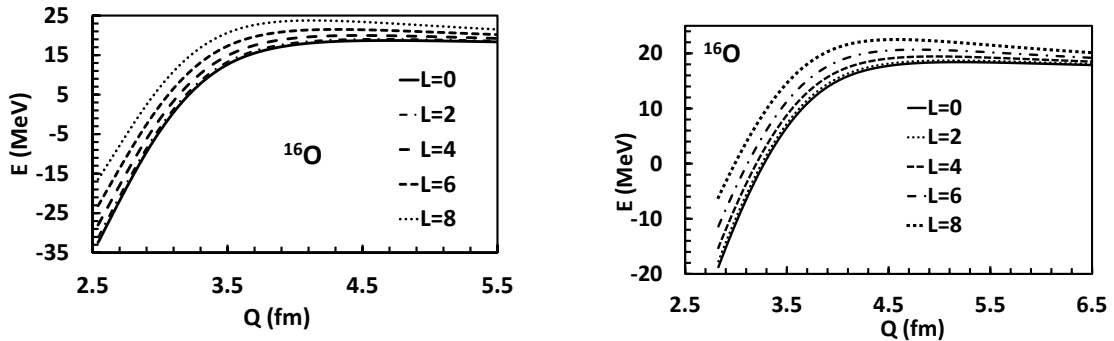 25
15
5
-5
-15
-25
-35
E (MeV)
16O
L=0
L=2
L=4
L=6
L=8
2.5 3.5 4.5 5.5
Q (fm)
20
10
0
-10
-20
E (MeV)
16O
L=0
L=2
L=4
L=6
L=8
2.5 3.5 4.5 5.5 6.5
Q (fm)